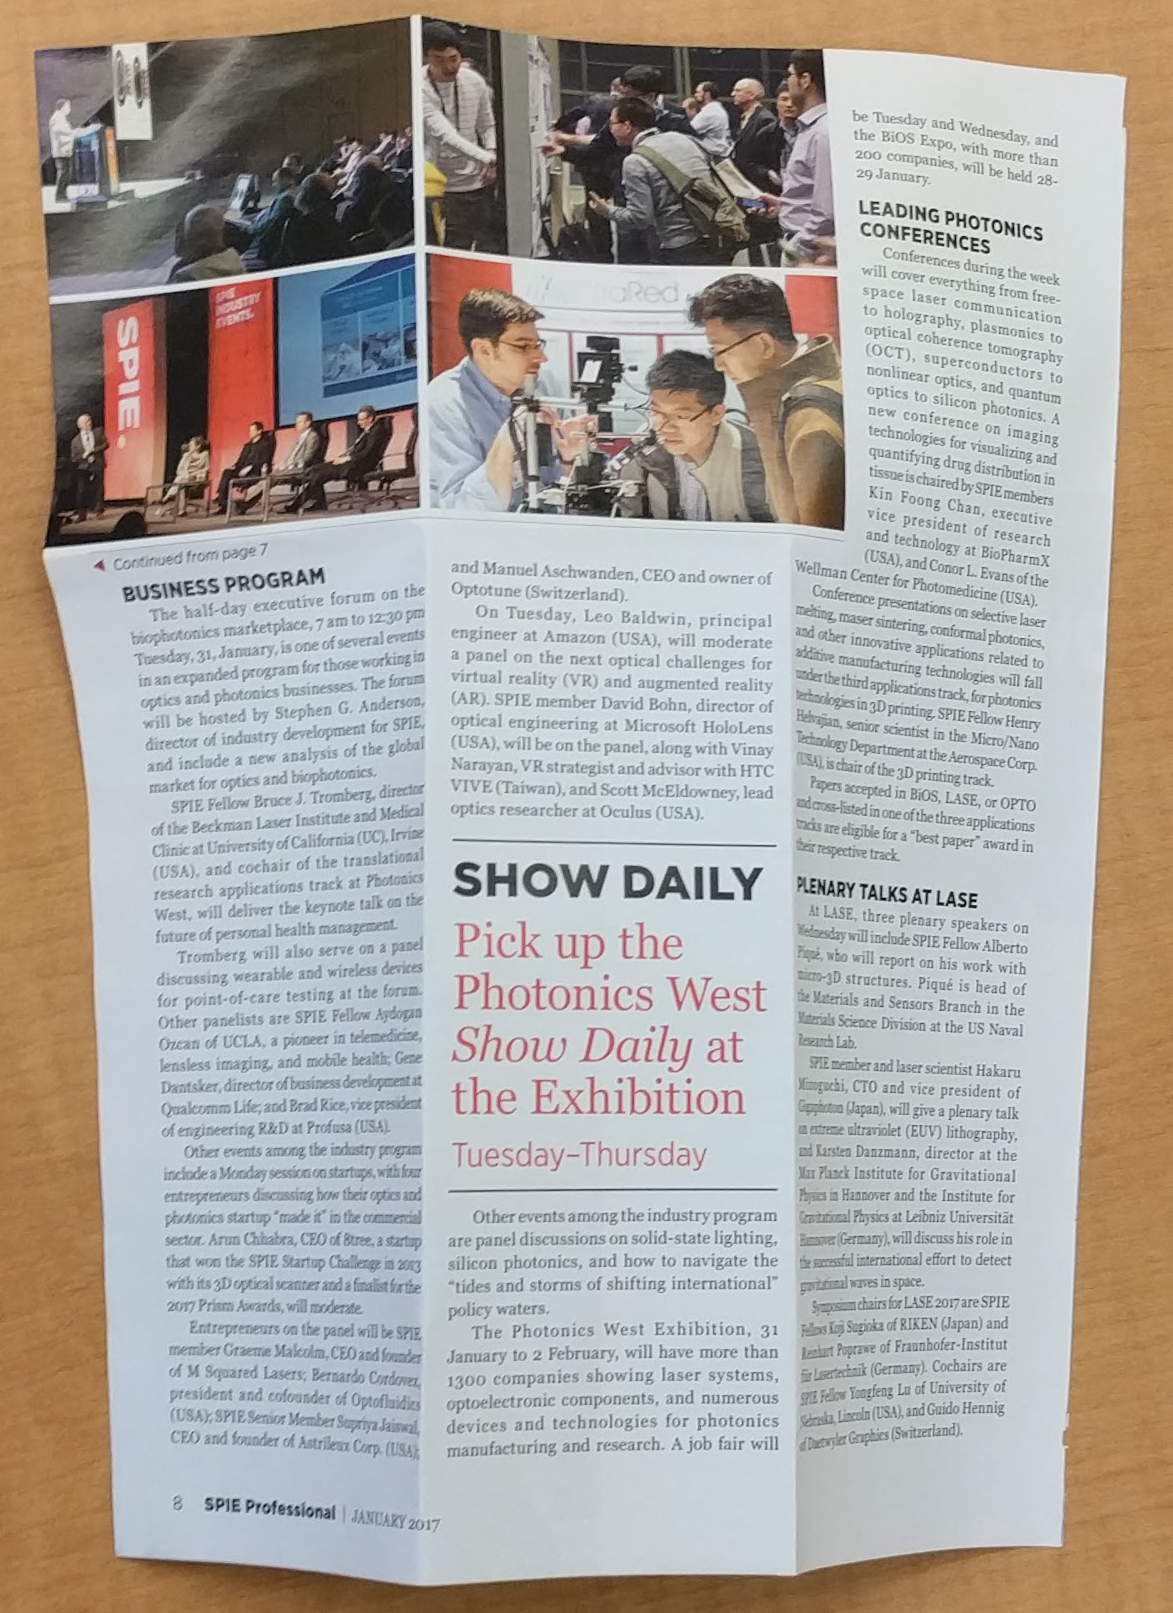 SPIE.
SPIE
INDUSTRY
EVENTS.
aRed
◄ Continued from page 7
BUSINESS PROGRAM
The half-day executive forum on the
biophotonics marketplace, 7 am to 12:30 pm
Tuesday, 31, January, is one of several events
in an expanded program for those working in
optics and photonics businesses. The forum
will be hosted by Stephen G. Anderson,
director of industry development for SPIE,
and include a new analysis of the global
market for optics and biophotonics.
SPIE Fellow Bruce J. Tromberg, director
of the Beckman Laser Institute and Medical
Clinic at University of California (UC), Irvine
(USA), and cochair of the translational
research applications track at Photonics
West, will deliver the keynote talk on the
future of personal health management.
Tromberg will also serve on a panel
discussing wearable and wireless devices
for point-of-care testing at the forum.
Other panelists are SPIE Fellow Aydogan
Ozcan of UCLA, a pioneer in telemedicine,
lensless imaging, and mobile health; Gene
Dantsker, director of business development at
Qualcomm Life; and Brad Rice, vice president
of engineering R&D at Profusa (USA).
Other events among the industry program
include a Monday session on startups, with four
entrepreneurs discussing how their optics and
photonics startup "made it" in the commercial
sector. Arun Chhabra, CEO of 8tree, a startup
that won the SPIE Startup Challenge in 2013
with its 3D optical scanner and a finalist for the
2017 Prism Awards, will moderate.
Entrepreneurs on the panel will be SPIE
member Graeme Malcolm, CEO and founder
of M Squared Lasers; Bernardo Cordovez,
president and cofounder of Optofluidics
(USA); SPIE Senior Member Supriya Jaiswal,
CEO and founder of Astrileux Corp. (USA);
and Manuel Aschwanden, CEO and owner of
Optotune (Switzerland).
On Tuesday, Leo Baldwin, principal
engineer at Amazon (USA), will moderate
a panel on the next optical challenges for
virtual reality (VR) and augmented reality
(AR). SPIE member David Bohn, director of
optical engineering at Microsoft HoloLens
(USA), will be on the panel, along with Vinay
Narayan, VR strategist and advisor with HTC
VIVE (Taiwan), and Scott McEldowney, lead
optics researcher at Oculus (USA).
SHOW DAILY
Pick up the
Photonics West
Show Daily at
the Exhibition
Tuesday–Thursday
Other events among the industry program
are panel discussions on solid-state lighting,
silicon photonics, and how to navigate the
"tides and storms of shifting international"
policy waters.
The Photonics West Exhibition, 31
January to 2 February, will have more than
1300 companies showing laser systems,
optoelectronic components, and numerous
devices and technologies for photonics
manufacturing and research. A job fair will
be Tuesday and Wednesday, and
the BiOS Expo, with more than
200 companies, will be held 28-
29 January.
LEADING PHOTONICS
CONFERENCES
Conferences during the week
will cover everything from free-
space laser communication
to holography, plasmonics to
optical coherence tomography
(OCT), superconductors to
nonlinear optics, and quantum
optics to silicon photonics. A
new conference on imaging
technologies for visualizing and
quantifying drug distribution in
tissue is chaired by SPIE members
Kin Foong Chan, executive
vice president of research
and technology at BioPharmX
(USA), and Conor L. Evans of the
Wellman Center for Photomedicine (USA).
Conference presentations on selective laser
melting, maser sintering, conformal photonics,
and other innovative applications related to
additive manufacturing technologies will fall
under the third applications track, for photonics
technologies in 3D printing. SPIE Fellow Henry
Helvajian, senior scientist in the Micro/Nano
Technology Department at the Aerospace Corp.
(USA), is chair of the 3D printing track.
Papers accepted in BiOS, LASE, or OPTO
and cross-listed in one of the three applications
tracks are eligible for a "best paper" award in
their respective track.
PLENARY TALKS AT LASE
At LASE, three plenary speakers on
Wednesday will include SPIE Fellow Alberto
Piqué, who will report on his work with
micro-3D structures. Piqué is head of
the Materials and Sensors Branch in the
Materials Science Division at the US Naval
Research Lab.
SPIE member and laser scientist Hakaru
Mizoguchi, CTO and vice president of
Gigaphoton (Japan), will give a plenary talk
on extreme ultraviolet (EUV) lithography,
and Karsten Danzmann, director at the
Max Planck Institute for Gravitational
Physics in Hannover and the Institute for
Gravitational Physics at Leibniz Universität
Hannover (Germany), will discuss his role in
the successful international effort to detect
gravitational waves in space.
Symposium chairs for LASE 2017 are SPIE
Fellows Koji Sugioka of RIKEN (Japan) and
Reinhart Poprawe of Fraunhofer-Institut
für Lasertechnik (Germany). Cochairs are
SPIE Fellow Yongfeng Lu of University of
Nebraska, Lincoln (USA), and Guido Hennig
of Daetwyler Graphics (Switzerland).
8 SPIE Professional | JANUARY 2017